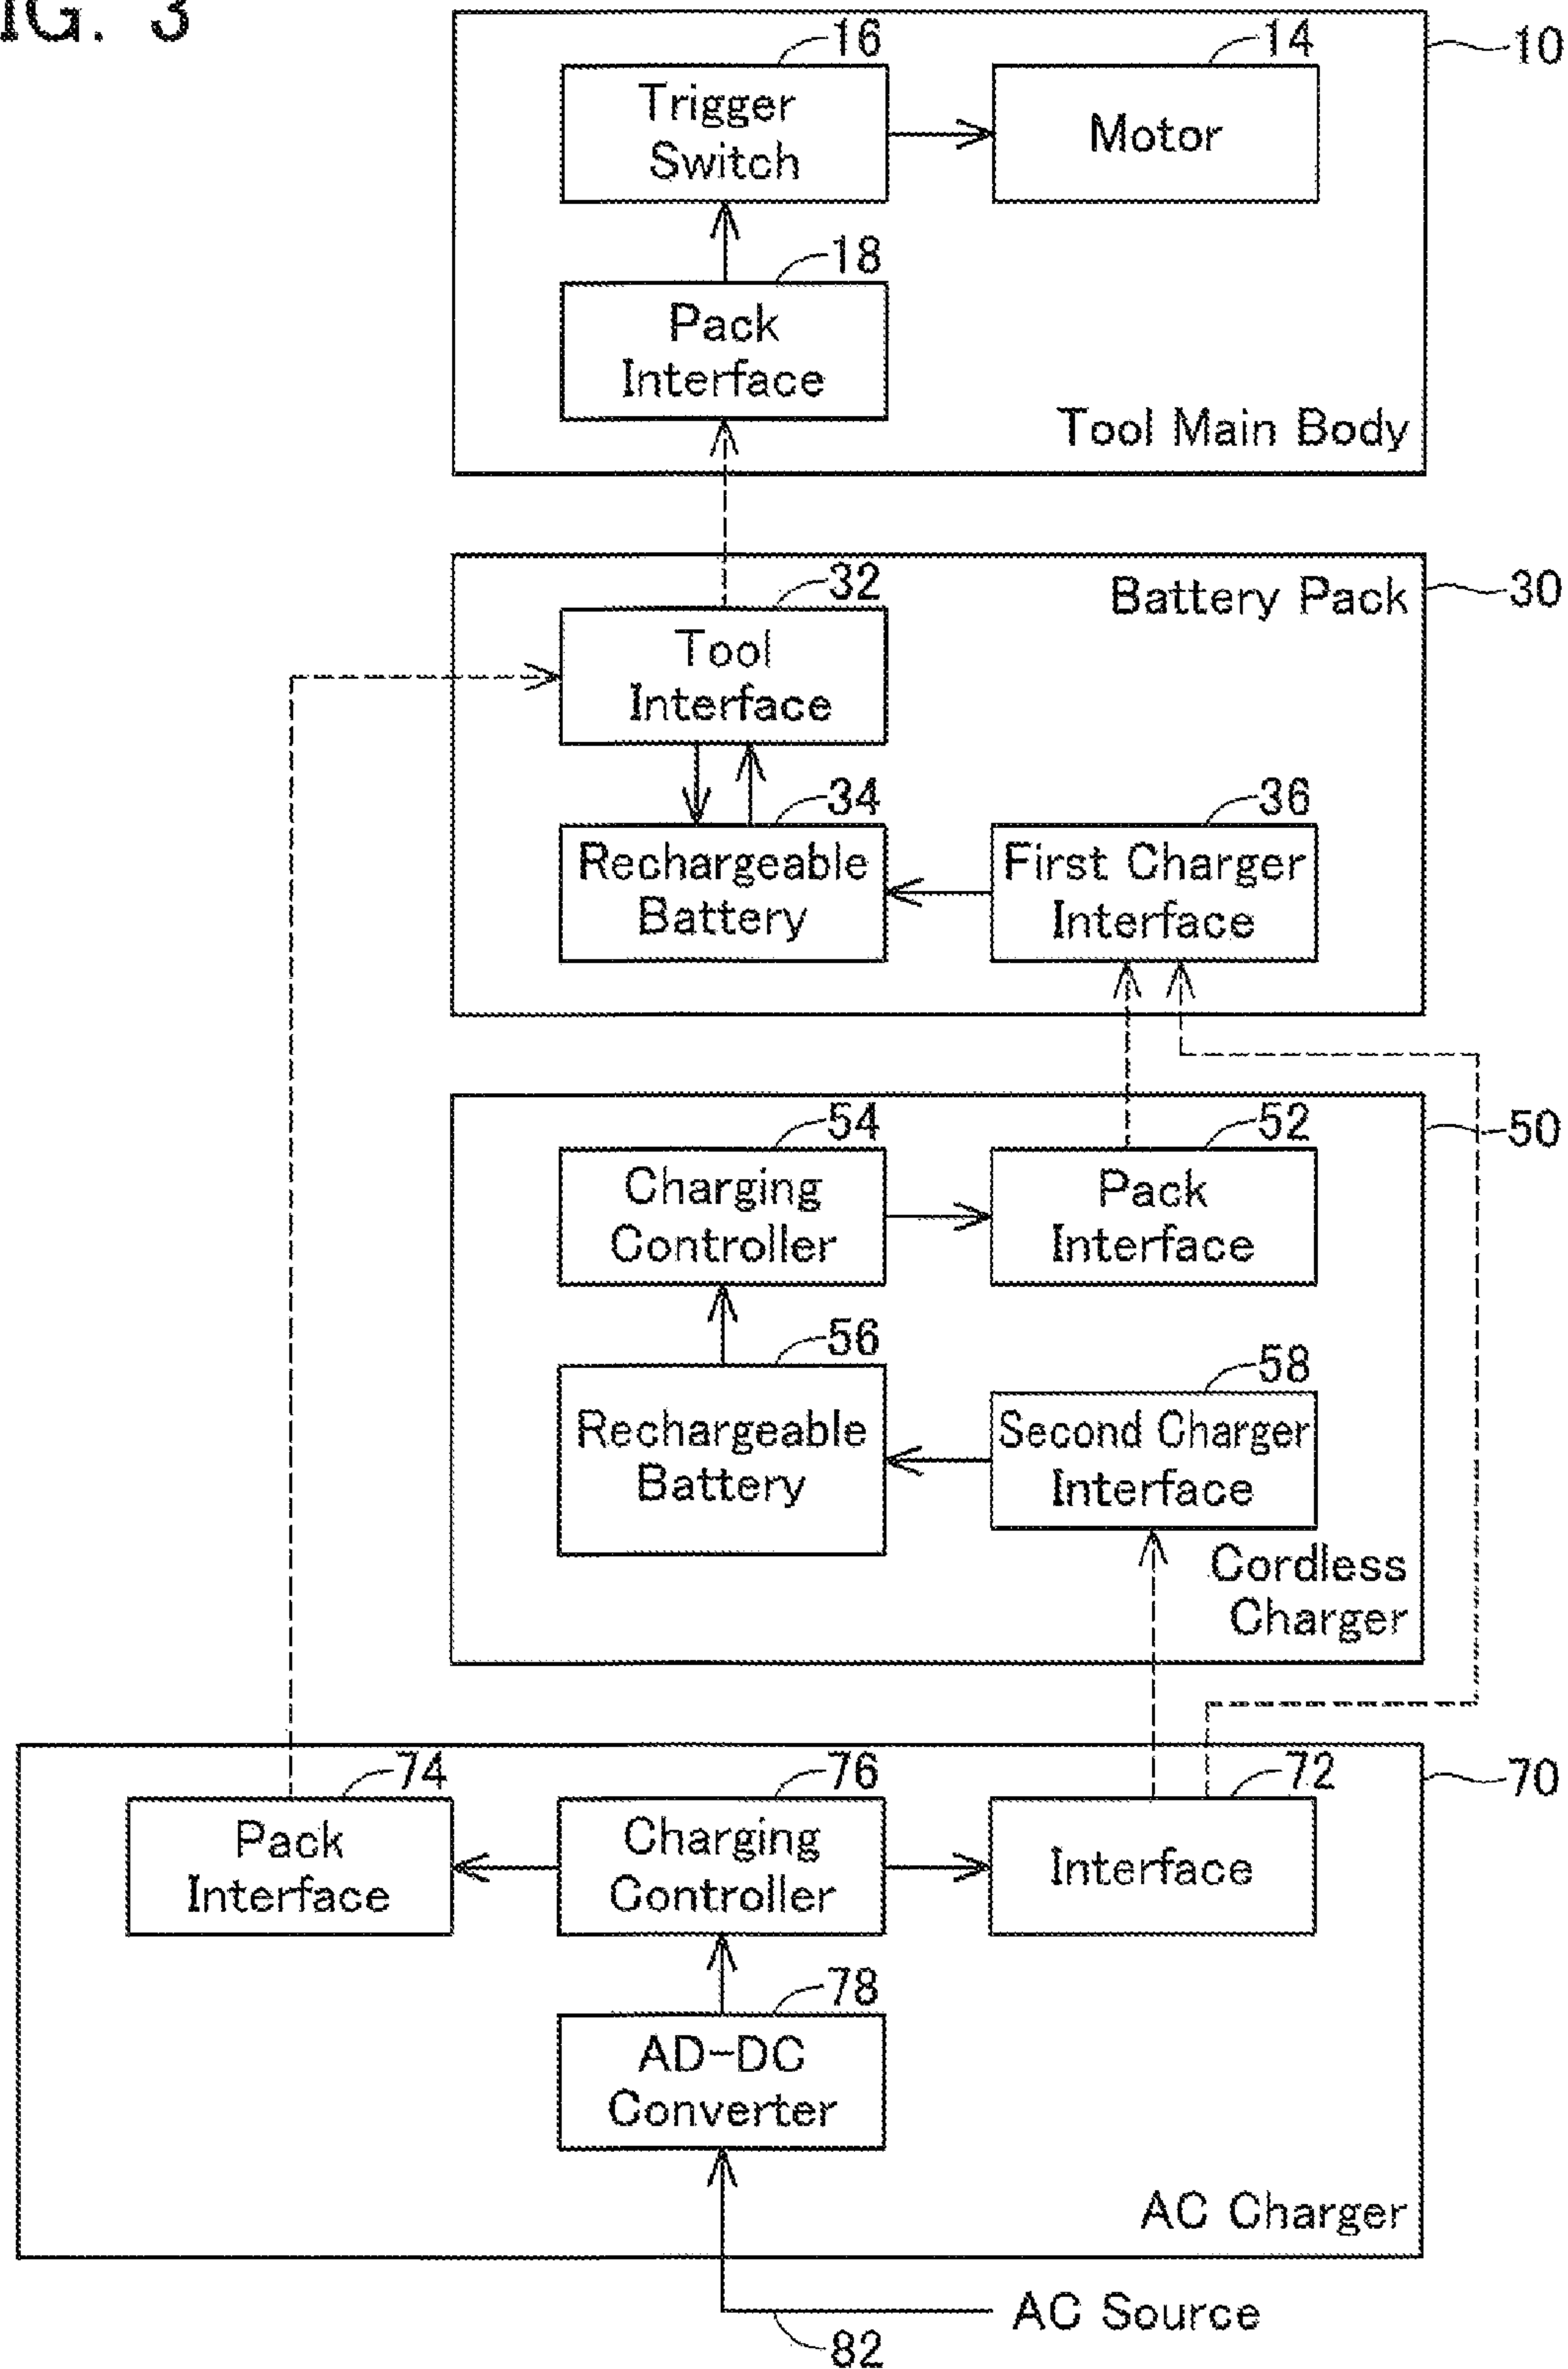 IG. 3
16
14
10
Trigger
Switch
Motor
18
Pack
Interface
Tool Main Body
32
Battery Pack
30
Tool
Interface
34
36
Rechargeable
Battery
First Charger
Interface
54
52
50
Charging
Controller
Pack
Interface
56
58
Rechargeable
Battery
Second Charger
Interface
Cordless
Charger
74
76
72
70
Pack
Interface
Charging
Controller
Interface
78
AD-DC
Converter
AC Charger
AC Source
82